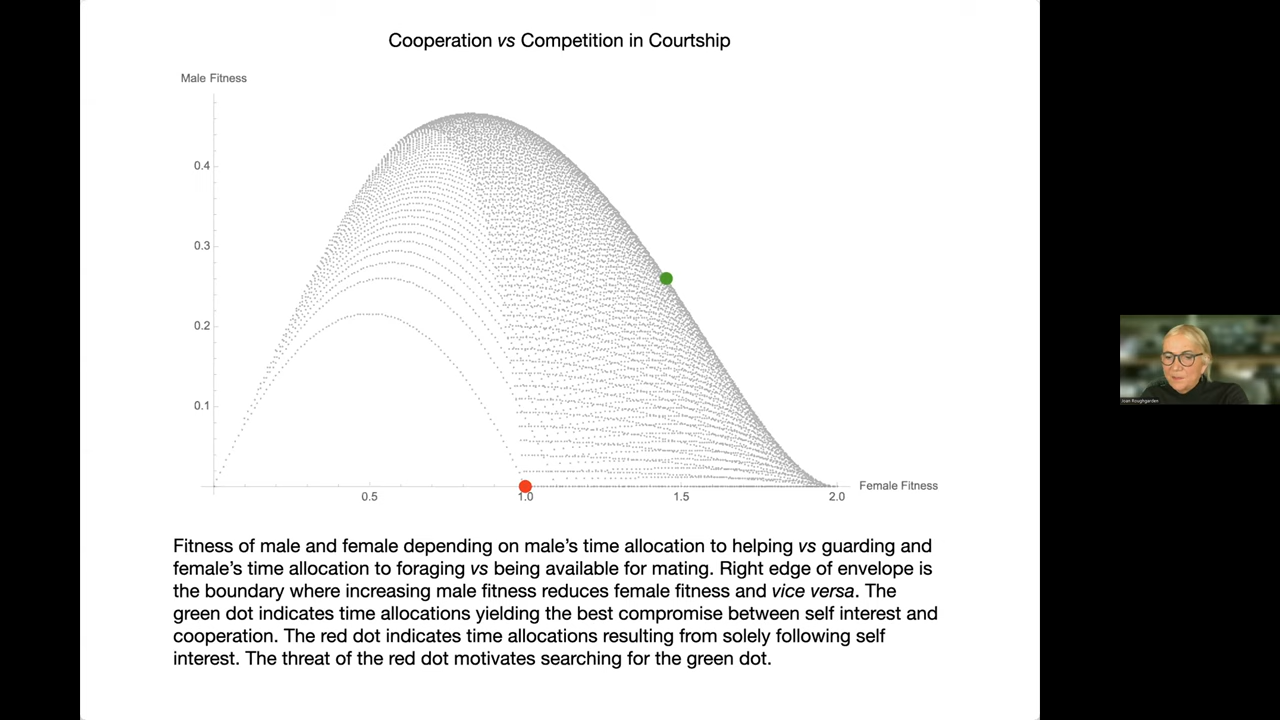 Cooperation vs Competition in Courtship
Male Fitness
0.4
0.3
0.2
0.1
0.5
1.0
1.5
2.0
Female Fitness
Fitness of male and female depending on male's time allocation to helping vs guarding and
female's time allocation to foraging vs being available for mating. Right edge of envelope is
the boundary where increasing male fitness reduces female fitness and vice versa. The
green dot indicates time allocations yielding the best compromise between self interest and
cooperation. The red dot indicates time allocations resulting from solely following self
interest. The threat of the red dot motivates searching for the green dot.
Joan Roughgarden